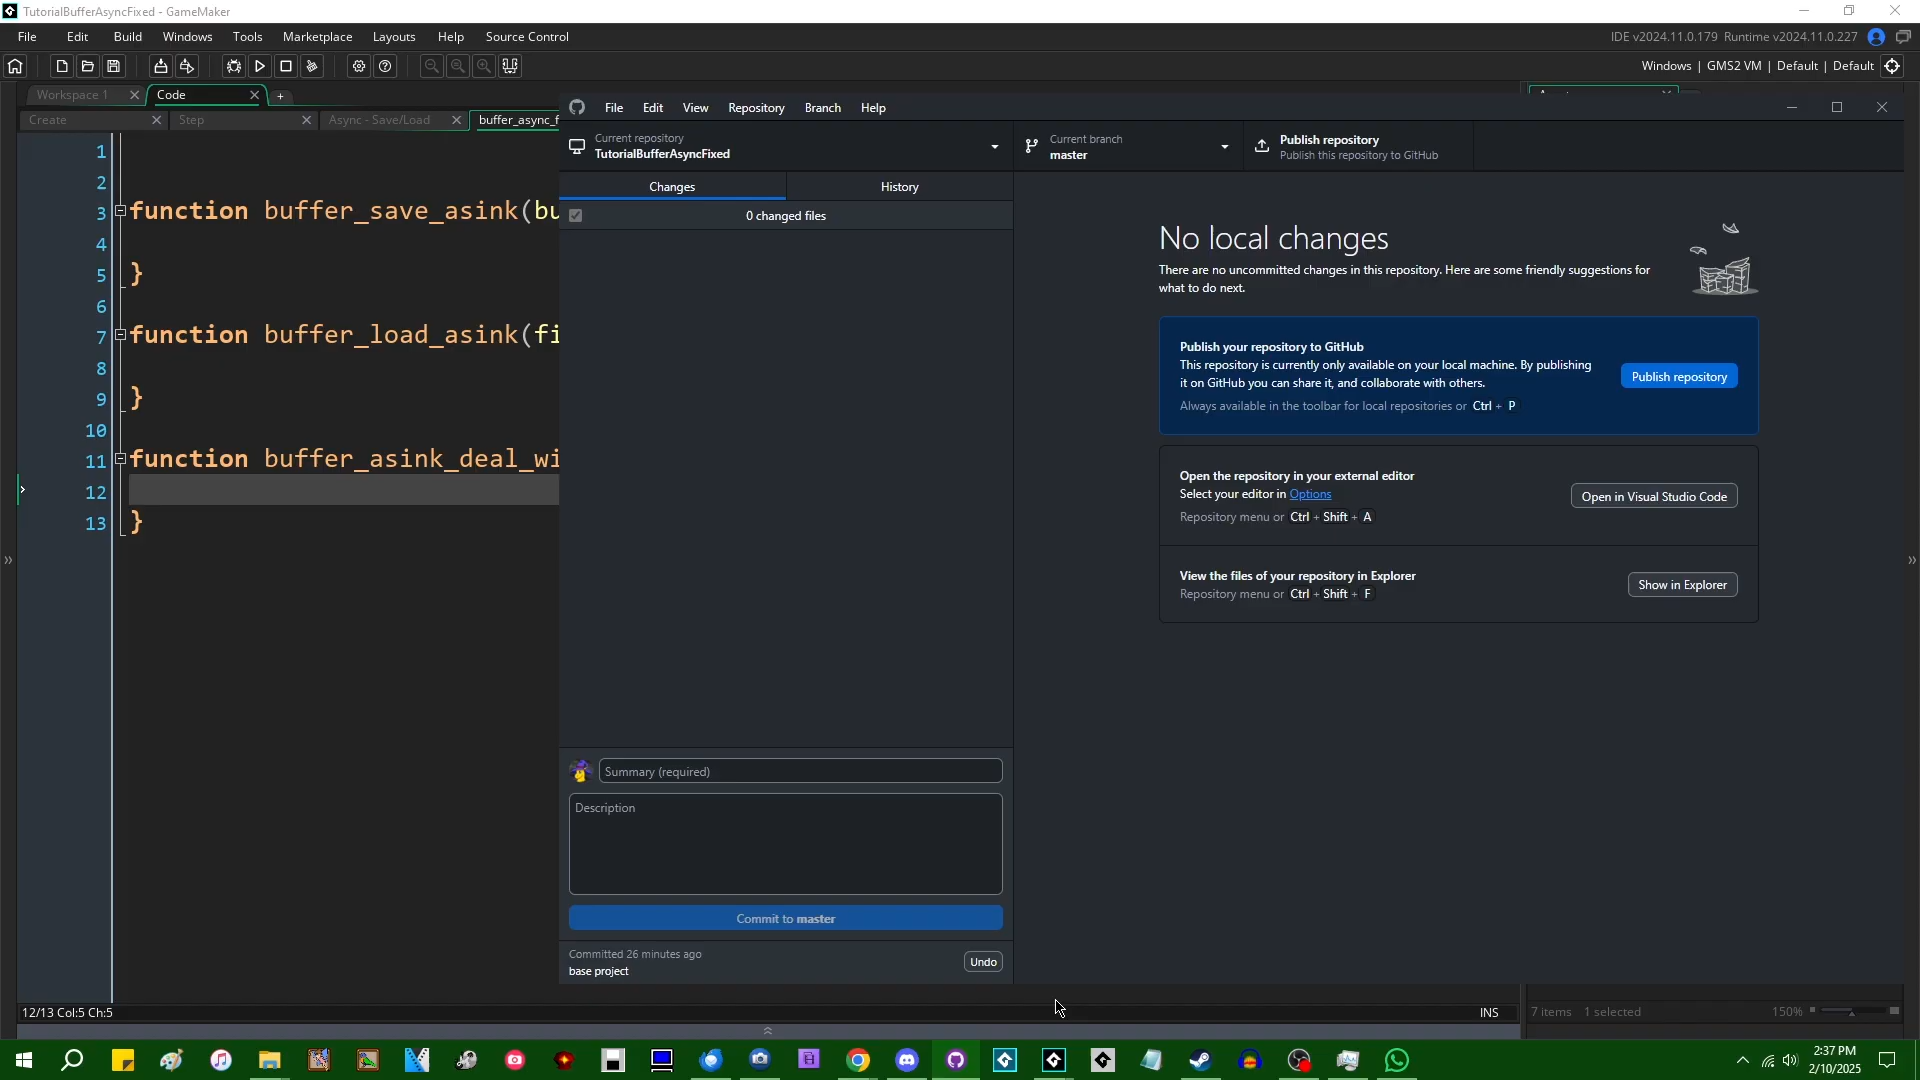 TutorialBufferAsyncFixed - GameMaker
File Edit Build Windows Tools Marketplace Layouts Help Source Control
IDE v2024.11.0.179 Runtime v2024.11.0.227
Windows | GMS2 VM | Default | Default
Workspace 1
Code
Create
Step
Async - Save/Load
buffer_async_f
1
2
3 function buffer_save_asink(bu
4
5 }
6
7 function buffer_load_asink(fi
8
9 }
10
11 function buffer_asink_deal_wi
12
13 }
12/13 Col:5 Ch:5
INS
7 items 1 selected
150%
File Edit View Repository Branch Help
Current repository
TutorialBufferAsyncFixed
Current branch
master
Publish repository
Publish this repository to GitHub
Changes
History
0 changed files
No local changes
There are no uncommitted changes in this repository. Here are some friendly suggestions for
what to do next.
Publish your repository to GitHub
This repository is currently only available on your local machine. By publishing
it on GitHub you can share it, and collaborate with others.
Always available in the toolbar for local repositories or Ctrl + P
Publish repository
Open the repository in your external editor
Select your editor in Options
Repository menu or Ctrl + Shift + A
Open in Visual Studio Code
View the files of your repository in Explorer
Repository menu or Ctrl + Shift + F
Show in Explorer
Summary (required)
Description
Commit to master
Committed 26 minutes ago
base project
Undo
2:37 PM
2/10/2025